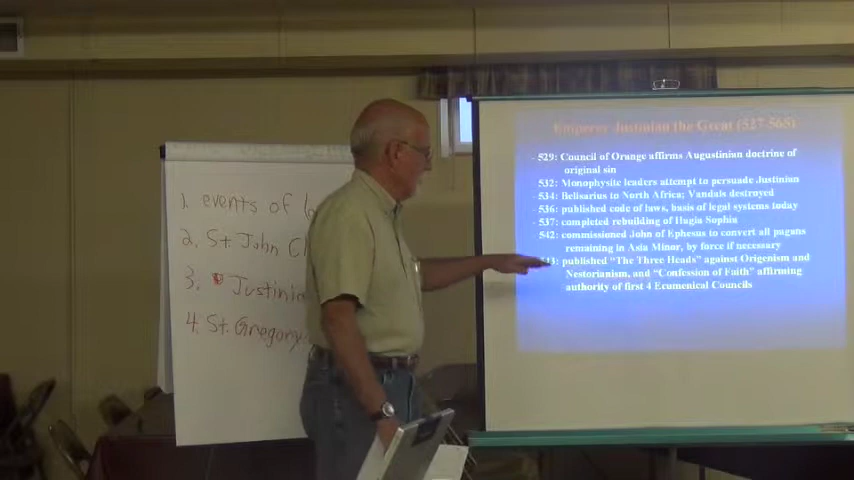 1. events of
2. St. John
3. Justinia
4. St. Gregory
Emperor Justinian the Great (527-565)
- 529: Council of Orange affirms Augustinian doctrine of
original sin
- 532: Monophysite leaders attempt to persuade Justinian
- 534: Belisarius to North Africa; Vandals destroyed
- 536: published code of laws, basis of legal systems today
- 537: completed rebuilding of Hagia Sophia
542: commissioned John of Ephesus to convert all pagans
remaining in Asia Minor, by force if necessary
published "The Three Heads" against Origenism and
Nestorianism, and "Confession of Faith" affirming
authority of first 4 Ecumenical Councils